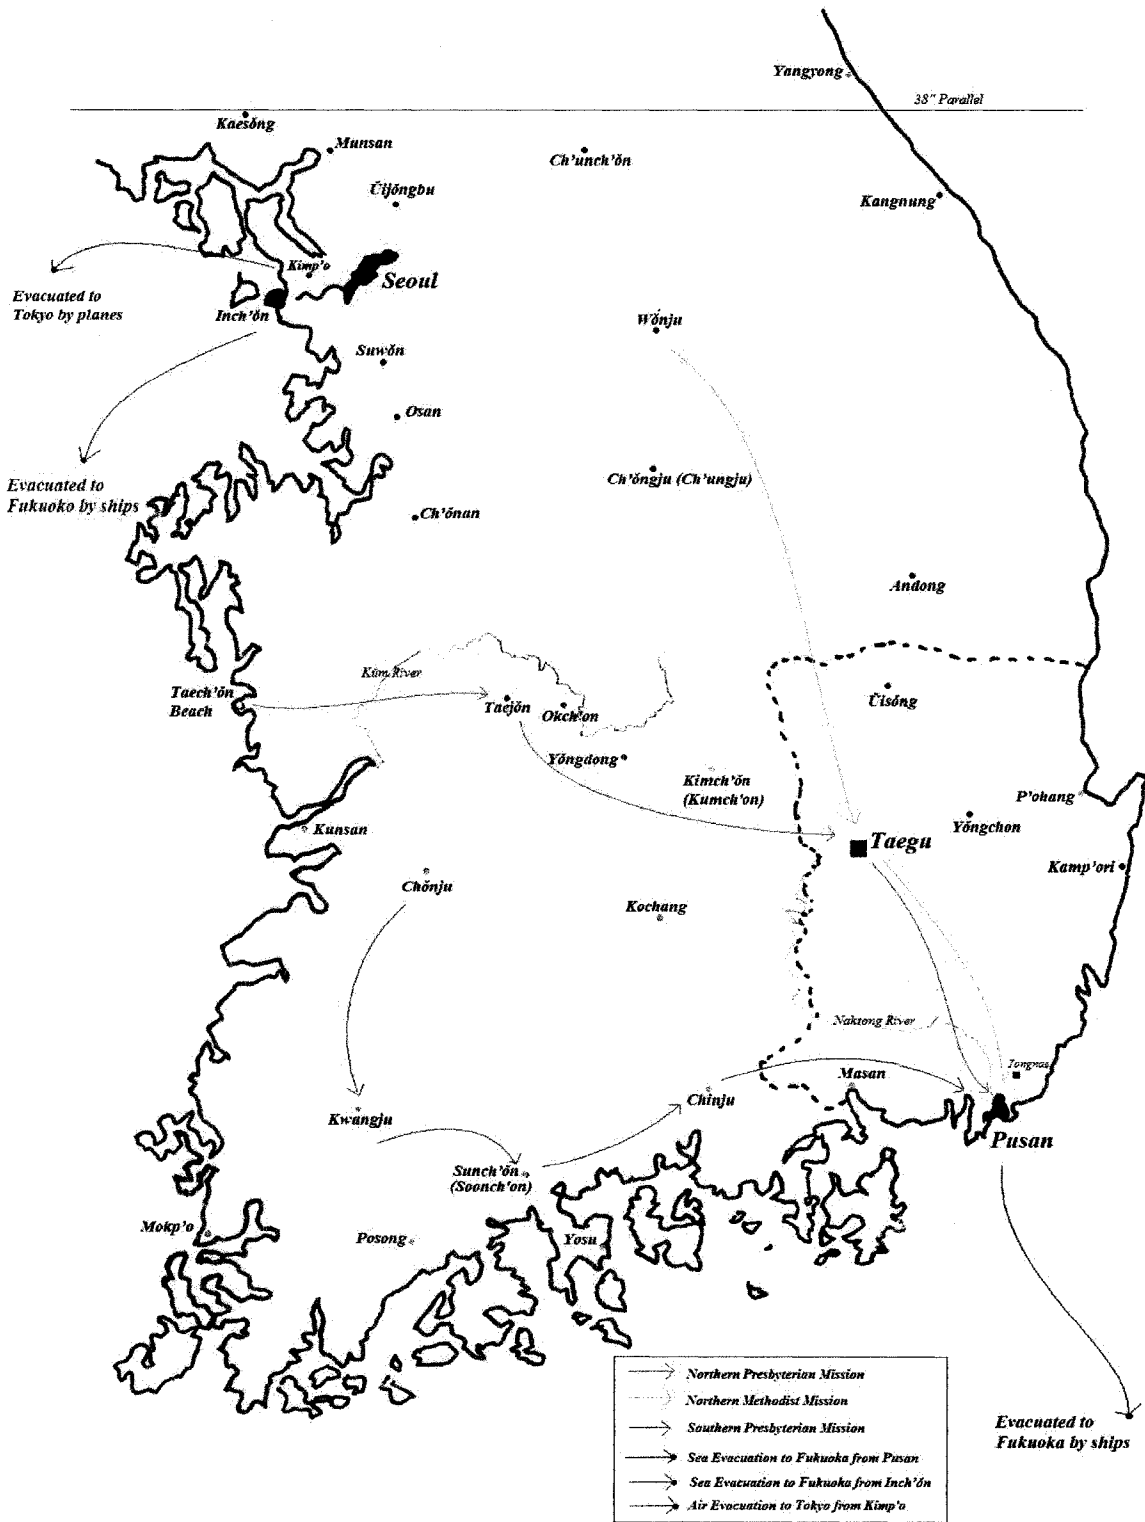 Yangyong
38" Parallel
Kaesŏng
Munsan
Ch'unch'ŏn
Ŭijŏngbu
Kangnung
Kimp'o
Seoul
Evacuated to
Tokyo by planes
Inch'ŏn
Wŏnju
Suwŏn
Osan
Evacuated to
Fukuoko by ships
Ch'ŏngju (Ch'ungju)
Ch'ŏnan
Andong
Kŭm River
Taech'ŏn
Beach
Taejŏn
Okch'on
Ŭisŏng
Yŏngdong
Kimch'ŏn
(Kumch'on)
P'ohang
Kunsan
Yŏngchon
Taegu
Kamp'ori
Chŏnju
Kochang
Naktong River
Tongnae
Masan
Chinju
Kwangju
Pusan
Sunch'ŏn
(Soonch'on)
Mokp'o
Posong
Yosu
Northern Presbyterian Mission
Northern Methodist Mission
Southern Presbyterian Mission
Sea Evacuation to Fukuoka from Pusan
Sea Evacuation to Fukuoka from Inch'ŏn
Air Evacuation to Tokyo from Kimp'o
Evacuated to
Fukuoka by ships